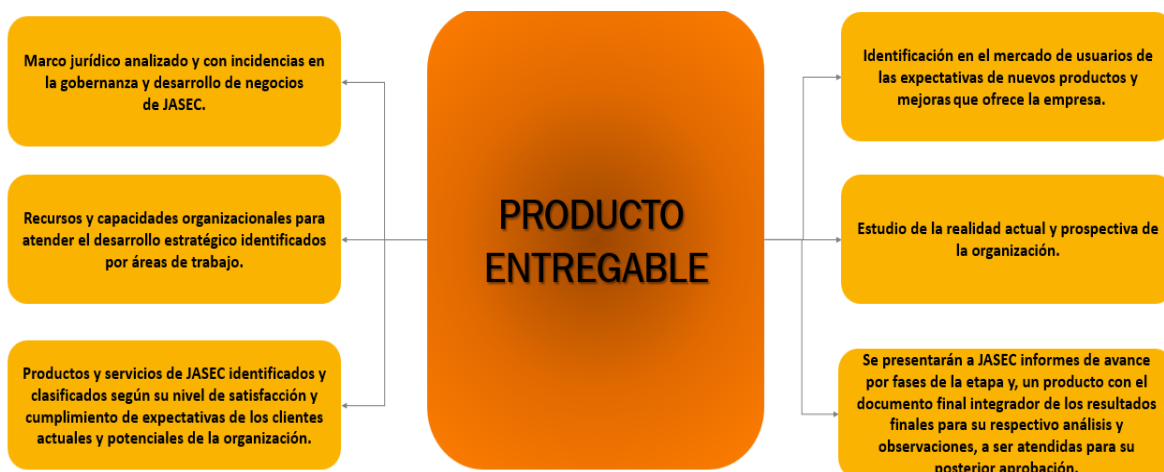 Marco jurídico analizado y con incidencias en
la gobernanza y desarrollo de negocios
de JASEC.
Recursos y capacidades organizacionales para
atender el desarrollo estratégico identificados
por áreas de trabajo.
Productos y servicios de JASEC identificados y
clasificados según su nivel de satisfacción y
cumplimiento de expectativas de los clientes
actuales y potenciales de la organización.
PRODUCTO
ENTREGABLE
Identificación en el mercado de usuarios de
las expectativas de nuevos productos y
mejoras que ofrece la empresa.
Estudio de la realidad actual y prospectiva de
la organización.
Se presentarán a JASEC informes de avance
por fases de la etapa y, un producto con el
documento final integrador de los resultados
finales para su respectivo análisis y
observaciones, a ser atendidas para su
posterior aprobación.